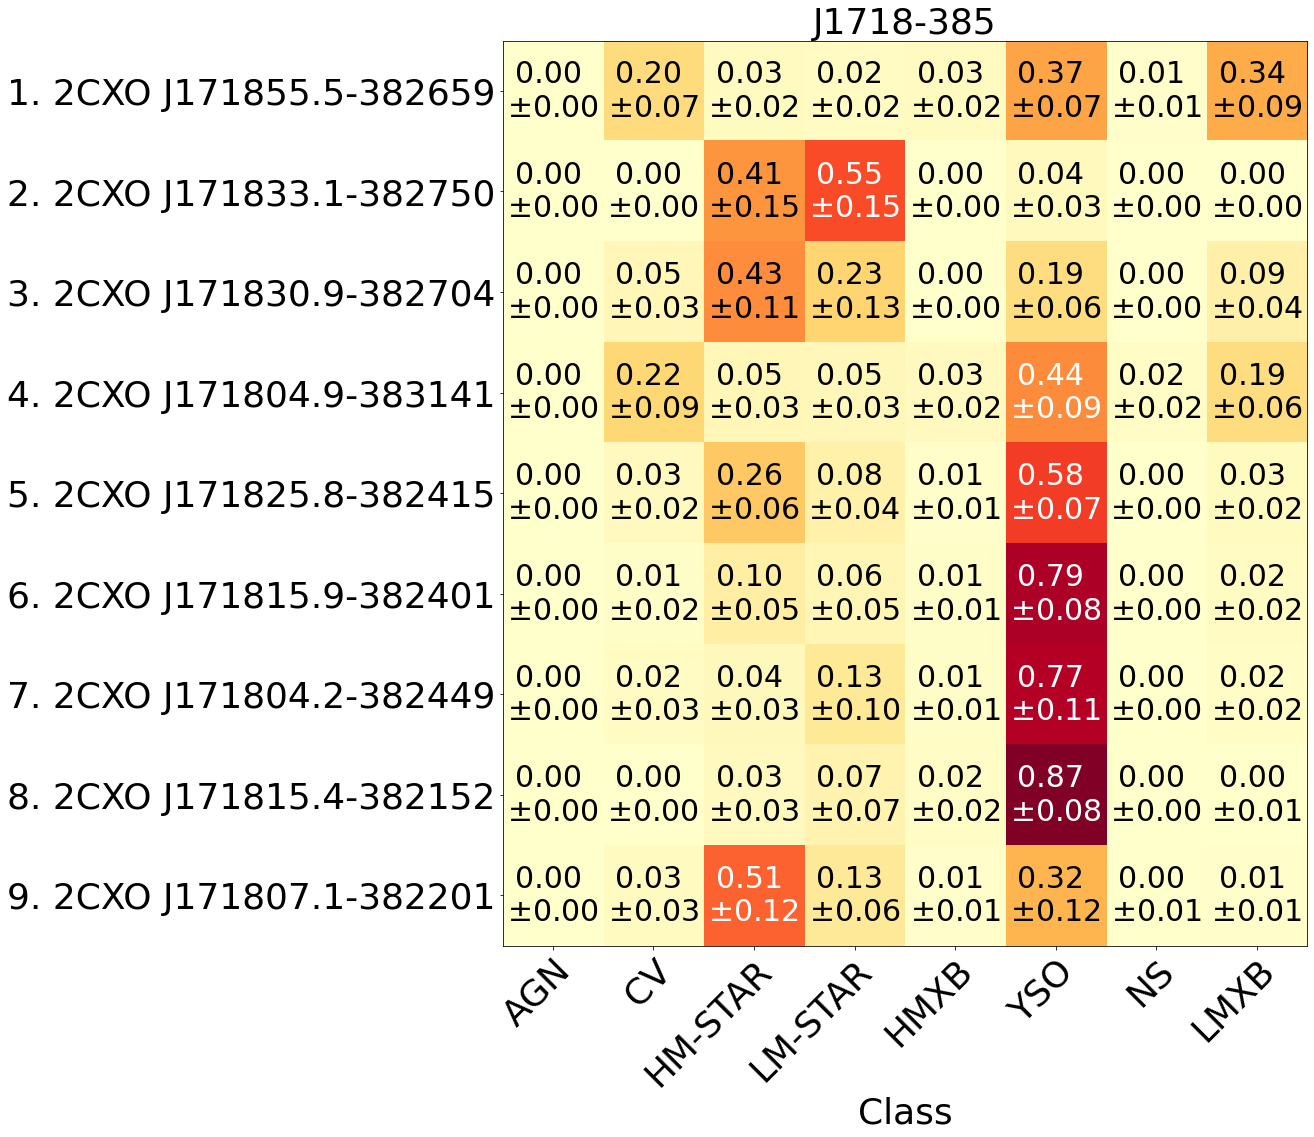 J1718-385
1. 2CXO J171855.5-382659
0.00 0.20 0.03 0.02 0.03 0.37 0.01 0.34
±0.00 ±0.07 ±0.02 ±0.02 ±0.02 ±0.07 ±0.01 ±0.09
2. 2CXO J171833.1-382750
0.00 0.00 0.41 0.55 0.00 0.04 0.00 0.00
±0.00 ±0.00 ±0.15 ±0.15 ±0.00 ±0.03 ±0.00 ±0.00
3. 2CXO J171830.9-382704
0.00 0.05 0.43 0.23 0.00 0.19 0.00 0.09
±0.00 ±0.03 ±0.11 ±0.13 ±0.00 ±0.06 ±0.00 ±0.04
4. 2CXO J171804.9-383141
0.00 0.22 0.05 0.05 0.03 0.44 0.02 0.19
±0.00 ±0.09 ±0.03 ±0.03 ±0.02 ±0.09 ±0.02 ±0.06
5. 2CXO J171825.8-382415
0.00 0.03 0.26 0.08 0.01 0.58 0.00 0.03
±0.00 ±0.02 ±0.06 ±0.04 ±0.01 ±0.07 ±0.00 ±0.02
6. 2CXO J171815.9-382401
0.00 0.01 0.10 0.06 0.01 0.79 0.00 0.02
±0.00 ±0.02 ±0.05 ±0.05 ±0.01 ±0.08 ±0.00 ±0.02
7. 2CXO J171804.2-382449
0.00 0.02 0.04 0.13 0.01 0.77 0.00 0.02
±0.00 ±0.03 ±0.03 ±0.10 ±0.01 ±0.11 ±0.00 ±0.02
8. 2CXO J171815.4-382152
0.00 0.00 0.03 0.07 0.02 0.87 0.00 0.00
±0.00 ±0.00 ±0.03 ±0.07 ±0.02 ±0.08 ±0.00 ±0.01
9. 2CXO J171807.1-382201
0.00 0.03 0.51 0.13 0.01 0.32 0.00 0.01
±0.00 ±0.03 ±0.12 ±0.06 ±0.01 ±0.12 ±0.01 ±0.01
AGN CV HM-STAR LM-STAR HMXB YSO NS LMXB
Class